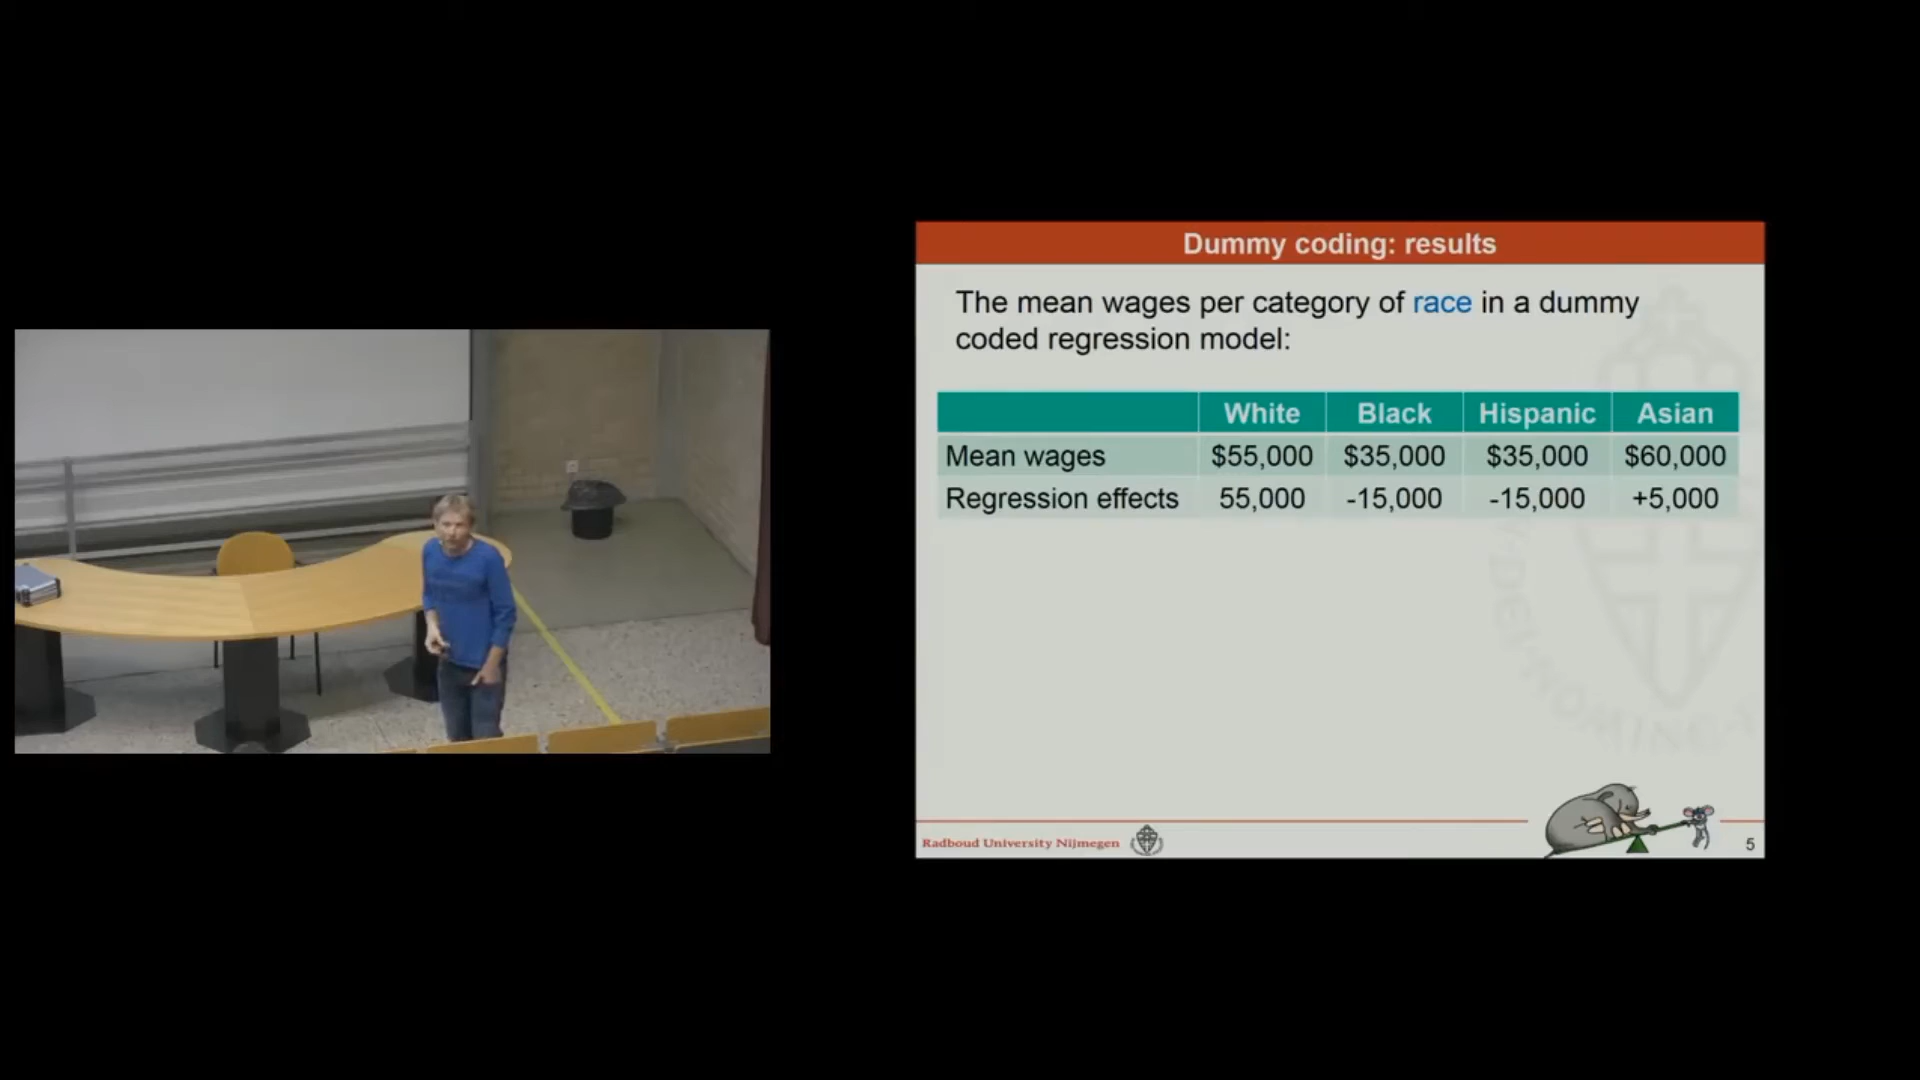 Dummy coding: results
The mean wages per category of race in a dummy
coded regression model:
White Black Hispanic Asian
Mean wages $55,000 $35,000 $35,000 $60,000
Regression effects 55,000 -15,000 -15,000 +5,000
Radboud University Nijmegen
5